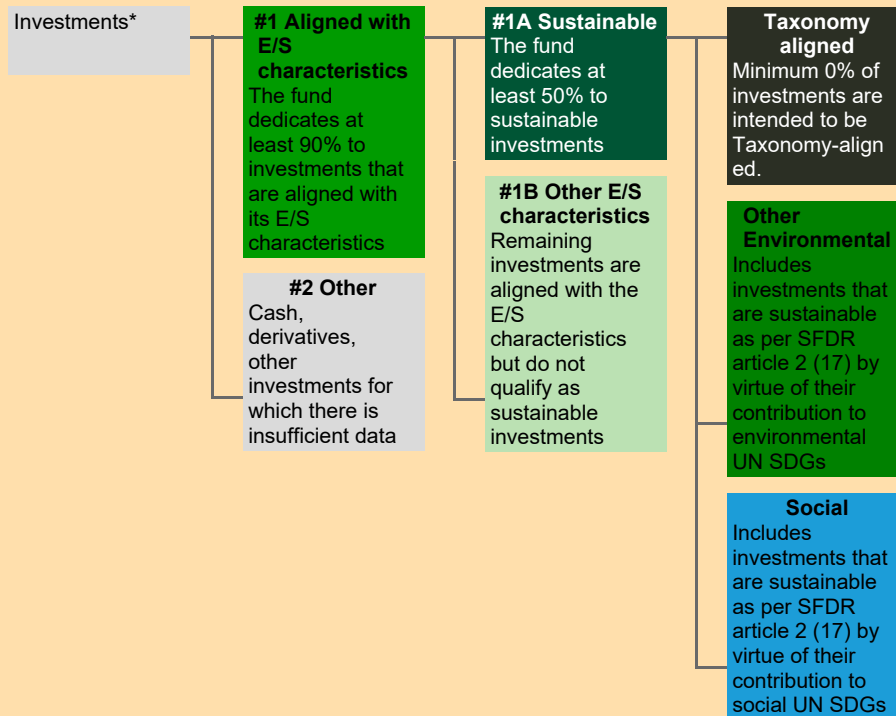 Investments*
#1 Aligned with
E/S
characteristics
The fund
dedicates at
least 90% to
investments that
are aligned with
its E/S
characteristics
#2 Other
Cash,
derivatives,
other
investments for
which there is
insufficient data
#1A Sustainable
The fund
dedicates at
least 50% to
sustainable
investments
#1B Other E/S
characteristics
Remaining
investments are
aligned with the
E/S
characteristics
but do not
qualify as
sustainable
investments
Taxonomy
aligned
Minimum 0% of
investments are
intended to be
Taxonomy-align
ed.
Other
Environmental
Includes
investments that
are sustainable
as per SFDR
article 2 (17) by
virtue of their
contribution to
environmental
UN SDGs
Social
Includes
investments that
are sustainable
as per SFDR
article 2 (17) by
virtue of their
contribution to
social UN SDGs